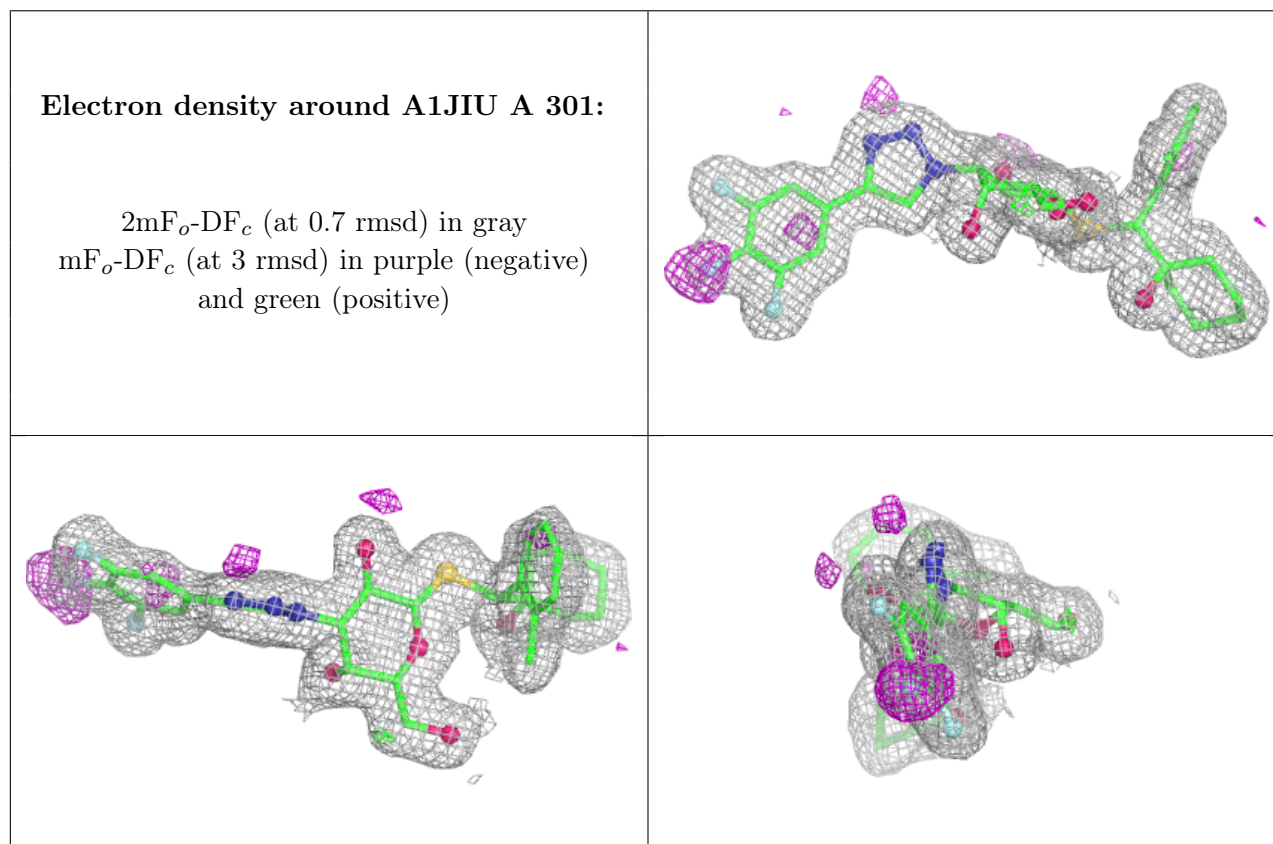 Electron density around A1JIU A 301:
2mFo-DFc (at 0.7 rmsd) in gray
mFo-DFc (at 3 rmsd) in purple (negative)
and green (positive)